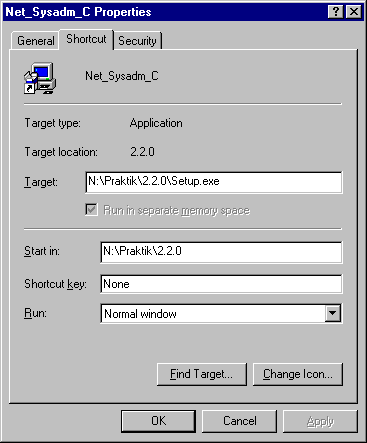 Net_Sysadm_C Properties
General Shortcut Security
Net_Sysadm_C
Target type: Application
Target location: 2.2.0
Target: N:\Praktik\2.2.0\Setup.exe
Run in separate memory space
Start in: N:\Praktik\2.2.0
Shortcut key: None
Run: Normal window
Find Target... Change Icon...
OK Cancel Apply